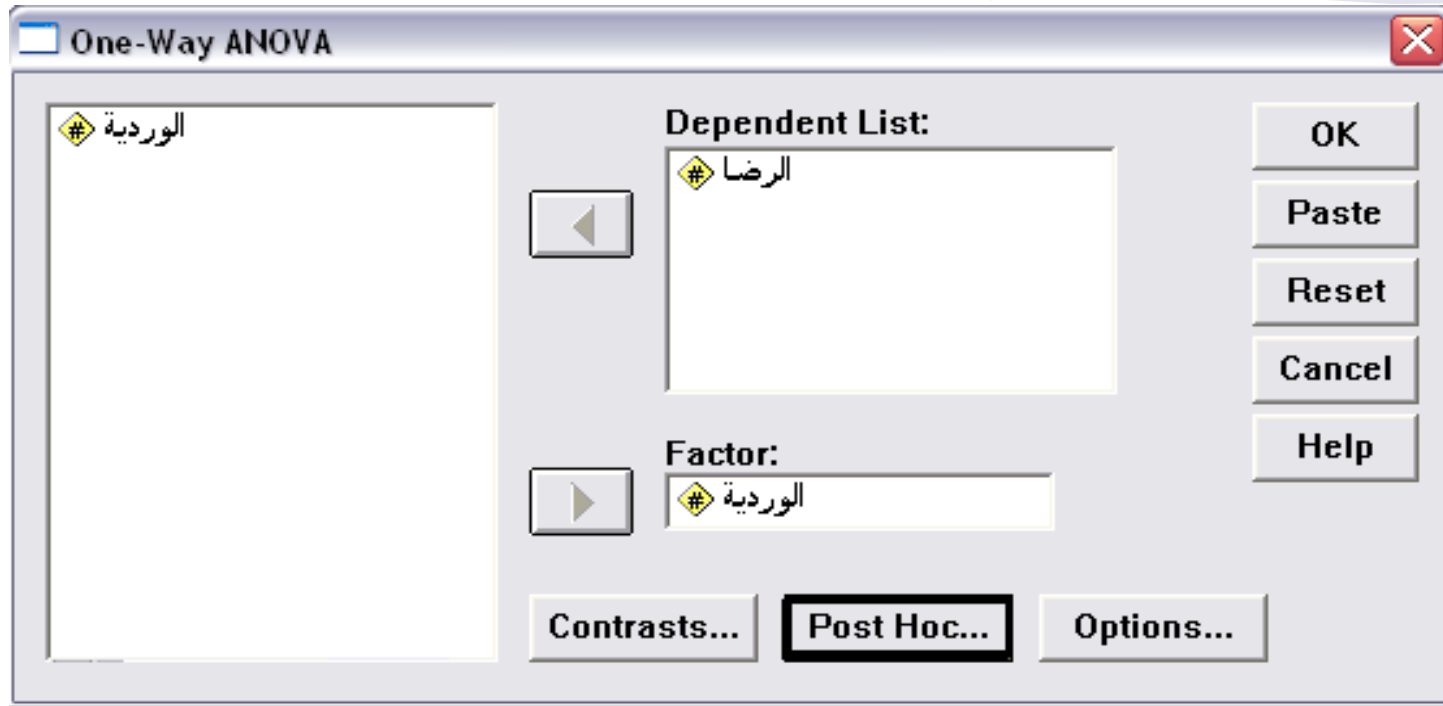 One-Way ANOVA
الوردية
Dependent List:
الرضا
Factor:
الوردية
Contrasts...
Post Hoc...
Options...
OK
Paste
Reset
Cancel
Help